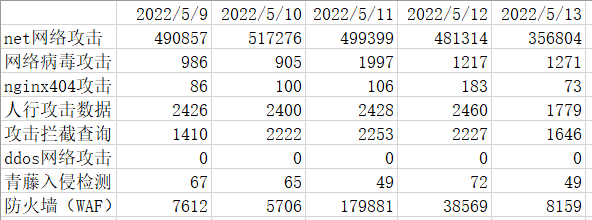 2022/5/9 2022/5/10 2022/5/11 2022/5/12 2022/5/13
net网络攻击 490857 517276 499399 481314 356804
网络病毒攻击 986 905 1997 1217 1271
nginx404攻击 86 100 106 183 73
人行攻击数据 2426 2400 2428 2460 1779
攻击拦截查询 1410 2222 2253 2227 1646
ddos网络攻击 0 0 0 0 0
青藤入侵检测 67 65 49 72 49
防火墙（WAF） 7612 5706 179881 38569 8159